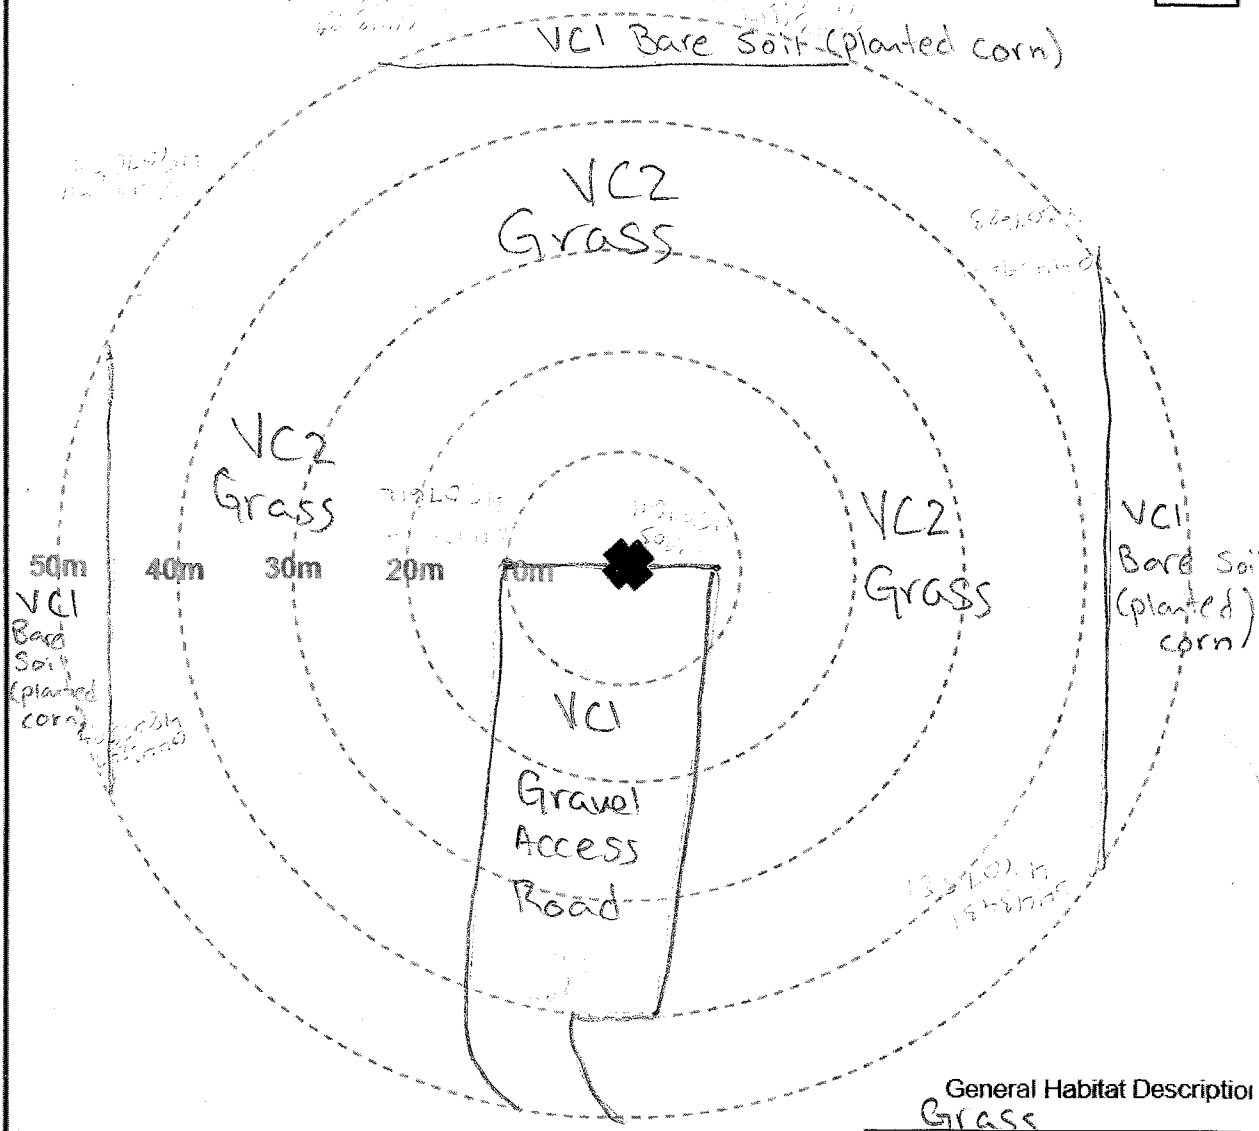 VC1 Bare Soil (planted corn)
VC2
Grass
VC2
Grass
VC2
Grass
50m 40m 30m 20m 10m
VC1
Bare
Soil
(planted
corn)
VC1
Bare Soi
(planted)
corn)
VC1
Gravel
Access
Road
General Habitat Description
Grass